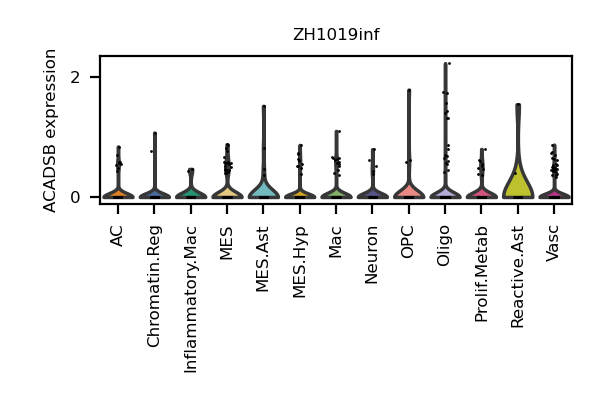 ZH1019inf
ACADSB expression
2
0
AC
Chromatin.Reg
Inflammatory.Mac
MES
MES.Ast
MES.Hyp
Mac
Neuron
OPC
Oligo
Prolif.Metab
Reactive.Ast
Vasc